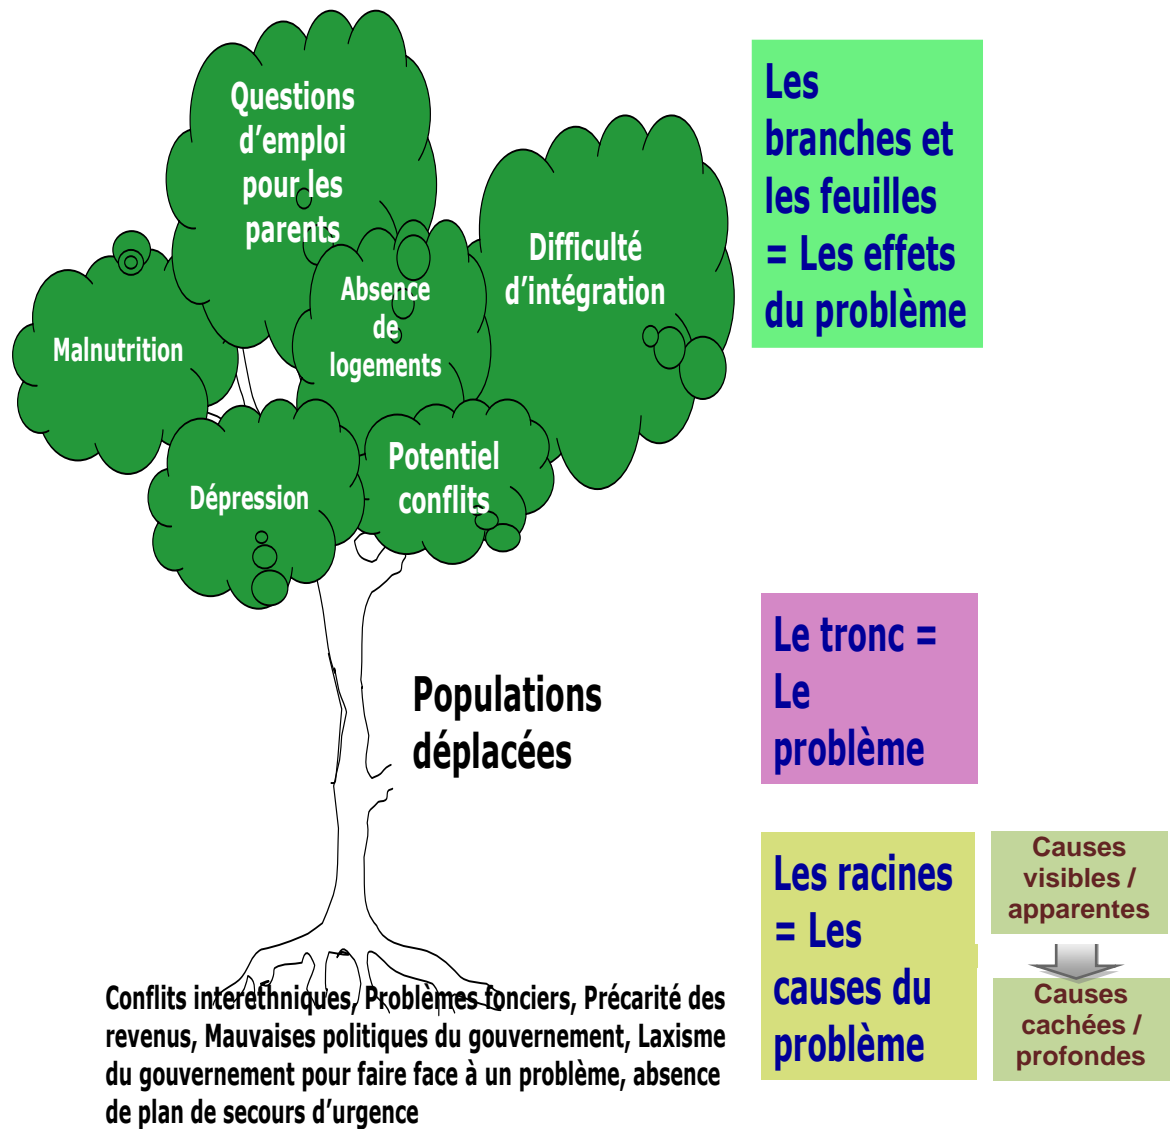 Questions
d’emploi
pour les
parents
Malnutrition
Absence
de
logements
Difficulté
d’intégration
Dépression
Potentiel
conflits
Les
branches et
les feuilles
= Les effets
du problème
Populations
déplacées
Le tronc =
Le
problème
Les racines
= Les
causes du
problème
Causes
visibles /
apparentes
Causes
cachées /
profondes
Conflits interethniques, Problèmes fonciers, Précarité des
revenus, Mauvaises politiques du gouvernement, Laxisme
du gouvernement pour faire face à un problème, absence
de plan de secours d’urgence